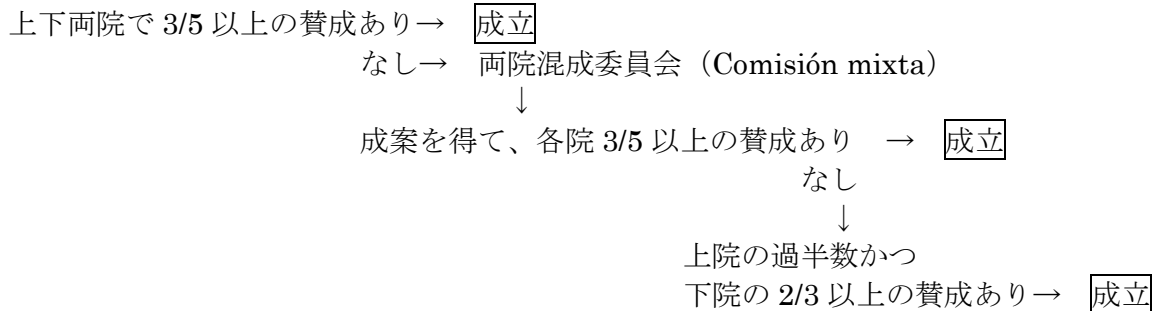 上下両院で 3/5 以上の賛成あり→ 成立
なし→ 両院混成委員会（Comisión mixta）
↓
成案を得て、各院 3/5 以上の賛成あり → 成立
なし
↓
上院の過半数かつ
下院の 2/3 以上の賛成あり→ 成立